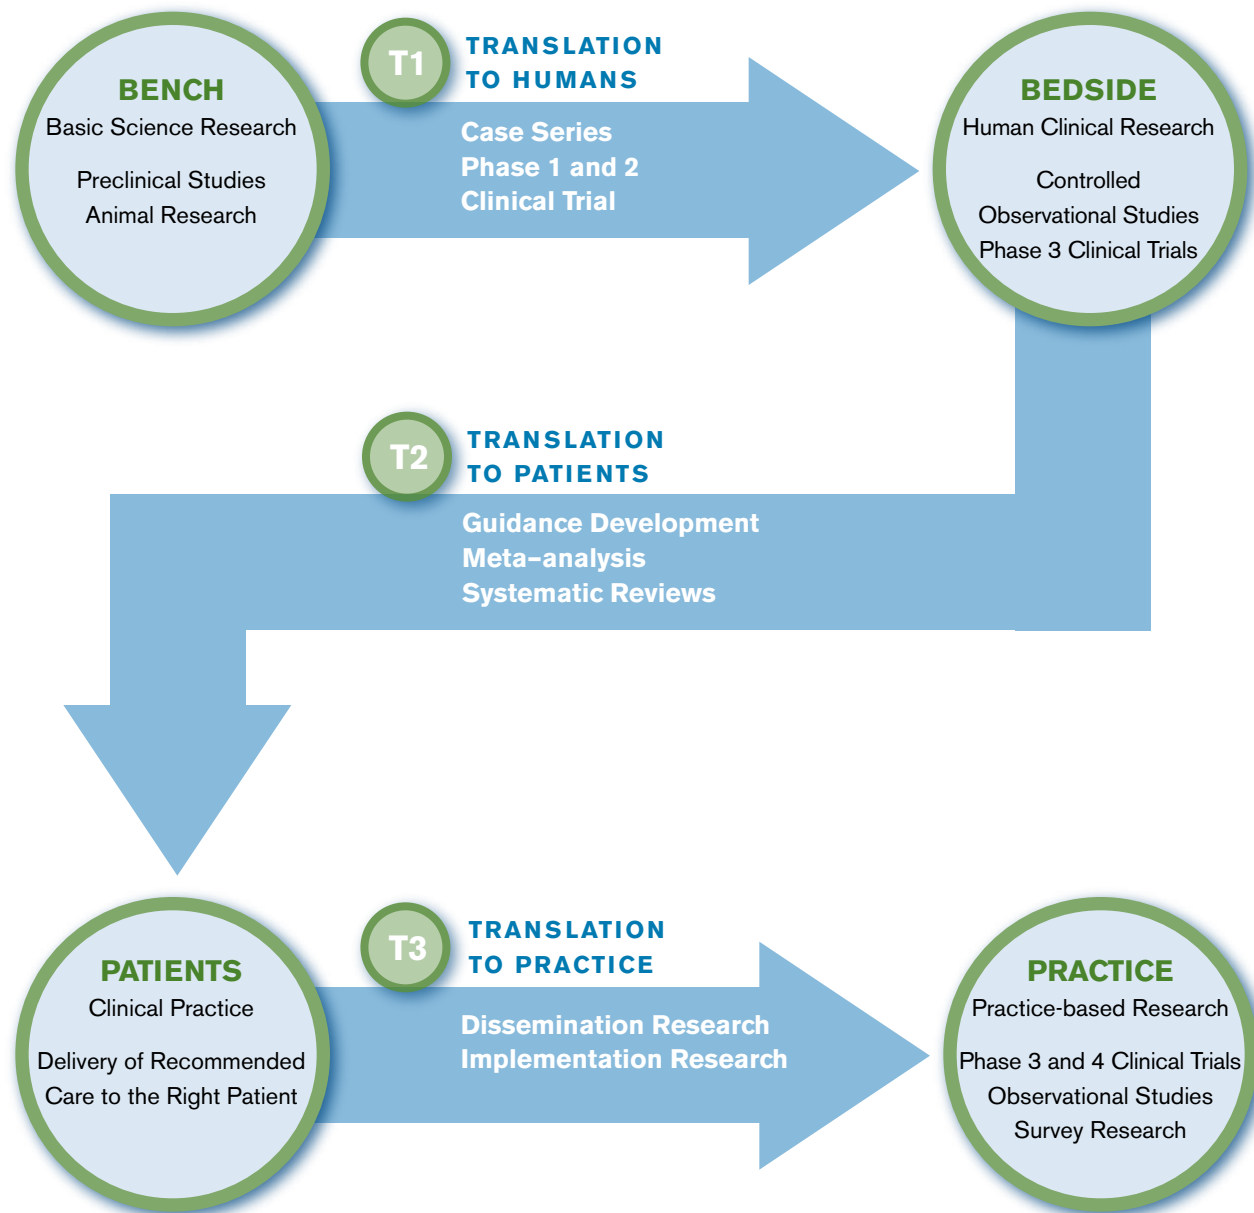 T1
TRANSLATION
TO HUMANS
BENCH
Basic Science Research
Preclinical Studies
Animal Research
Case Series
Phase 1 and 2
Clinical Trial
BEDSIDE
Human Clinical Research
Controlled
Observational Studies
Phase 3 Clinical Trials
T2
TRANSLATION
TO PATIENTS
Guidance Development
Meta–analysis
Systematic Reviews
PATIENTS
Clinical Practice
Delivery of Recommended
Care to the Right Patient
T3
TRANSLATION
TO PRACTICE
Dissemination Research
Implementation Research
PRACTICE
Practice-based Research
Phase 3 and 4 Clinical Trials
Observational Studies
Survey Research